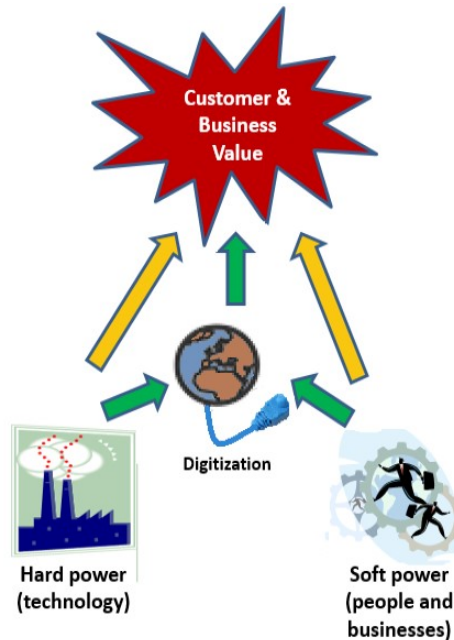 Customer &
Business
Value
Digitization
Hard power
(technology)
Soft power
(people and
businesses)